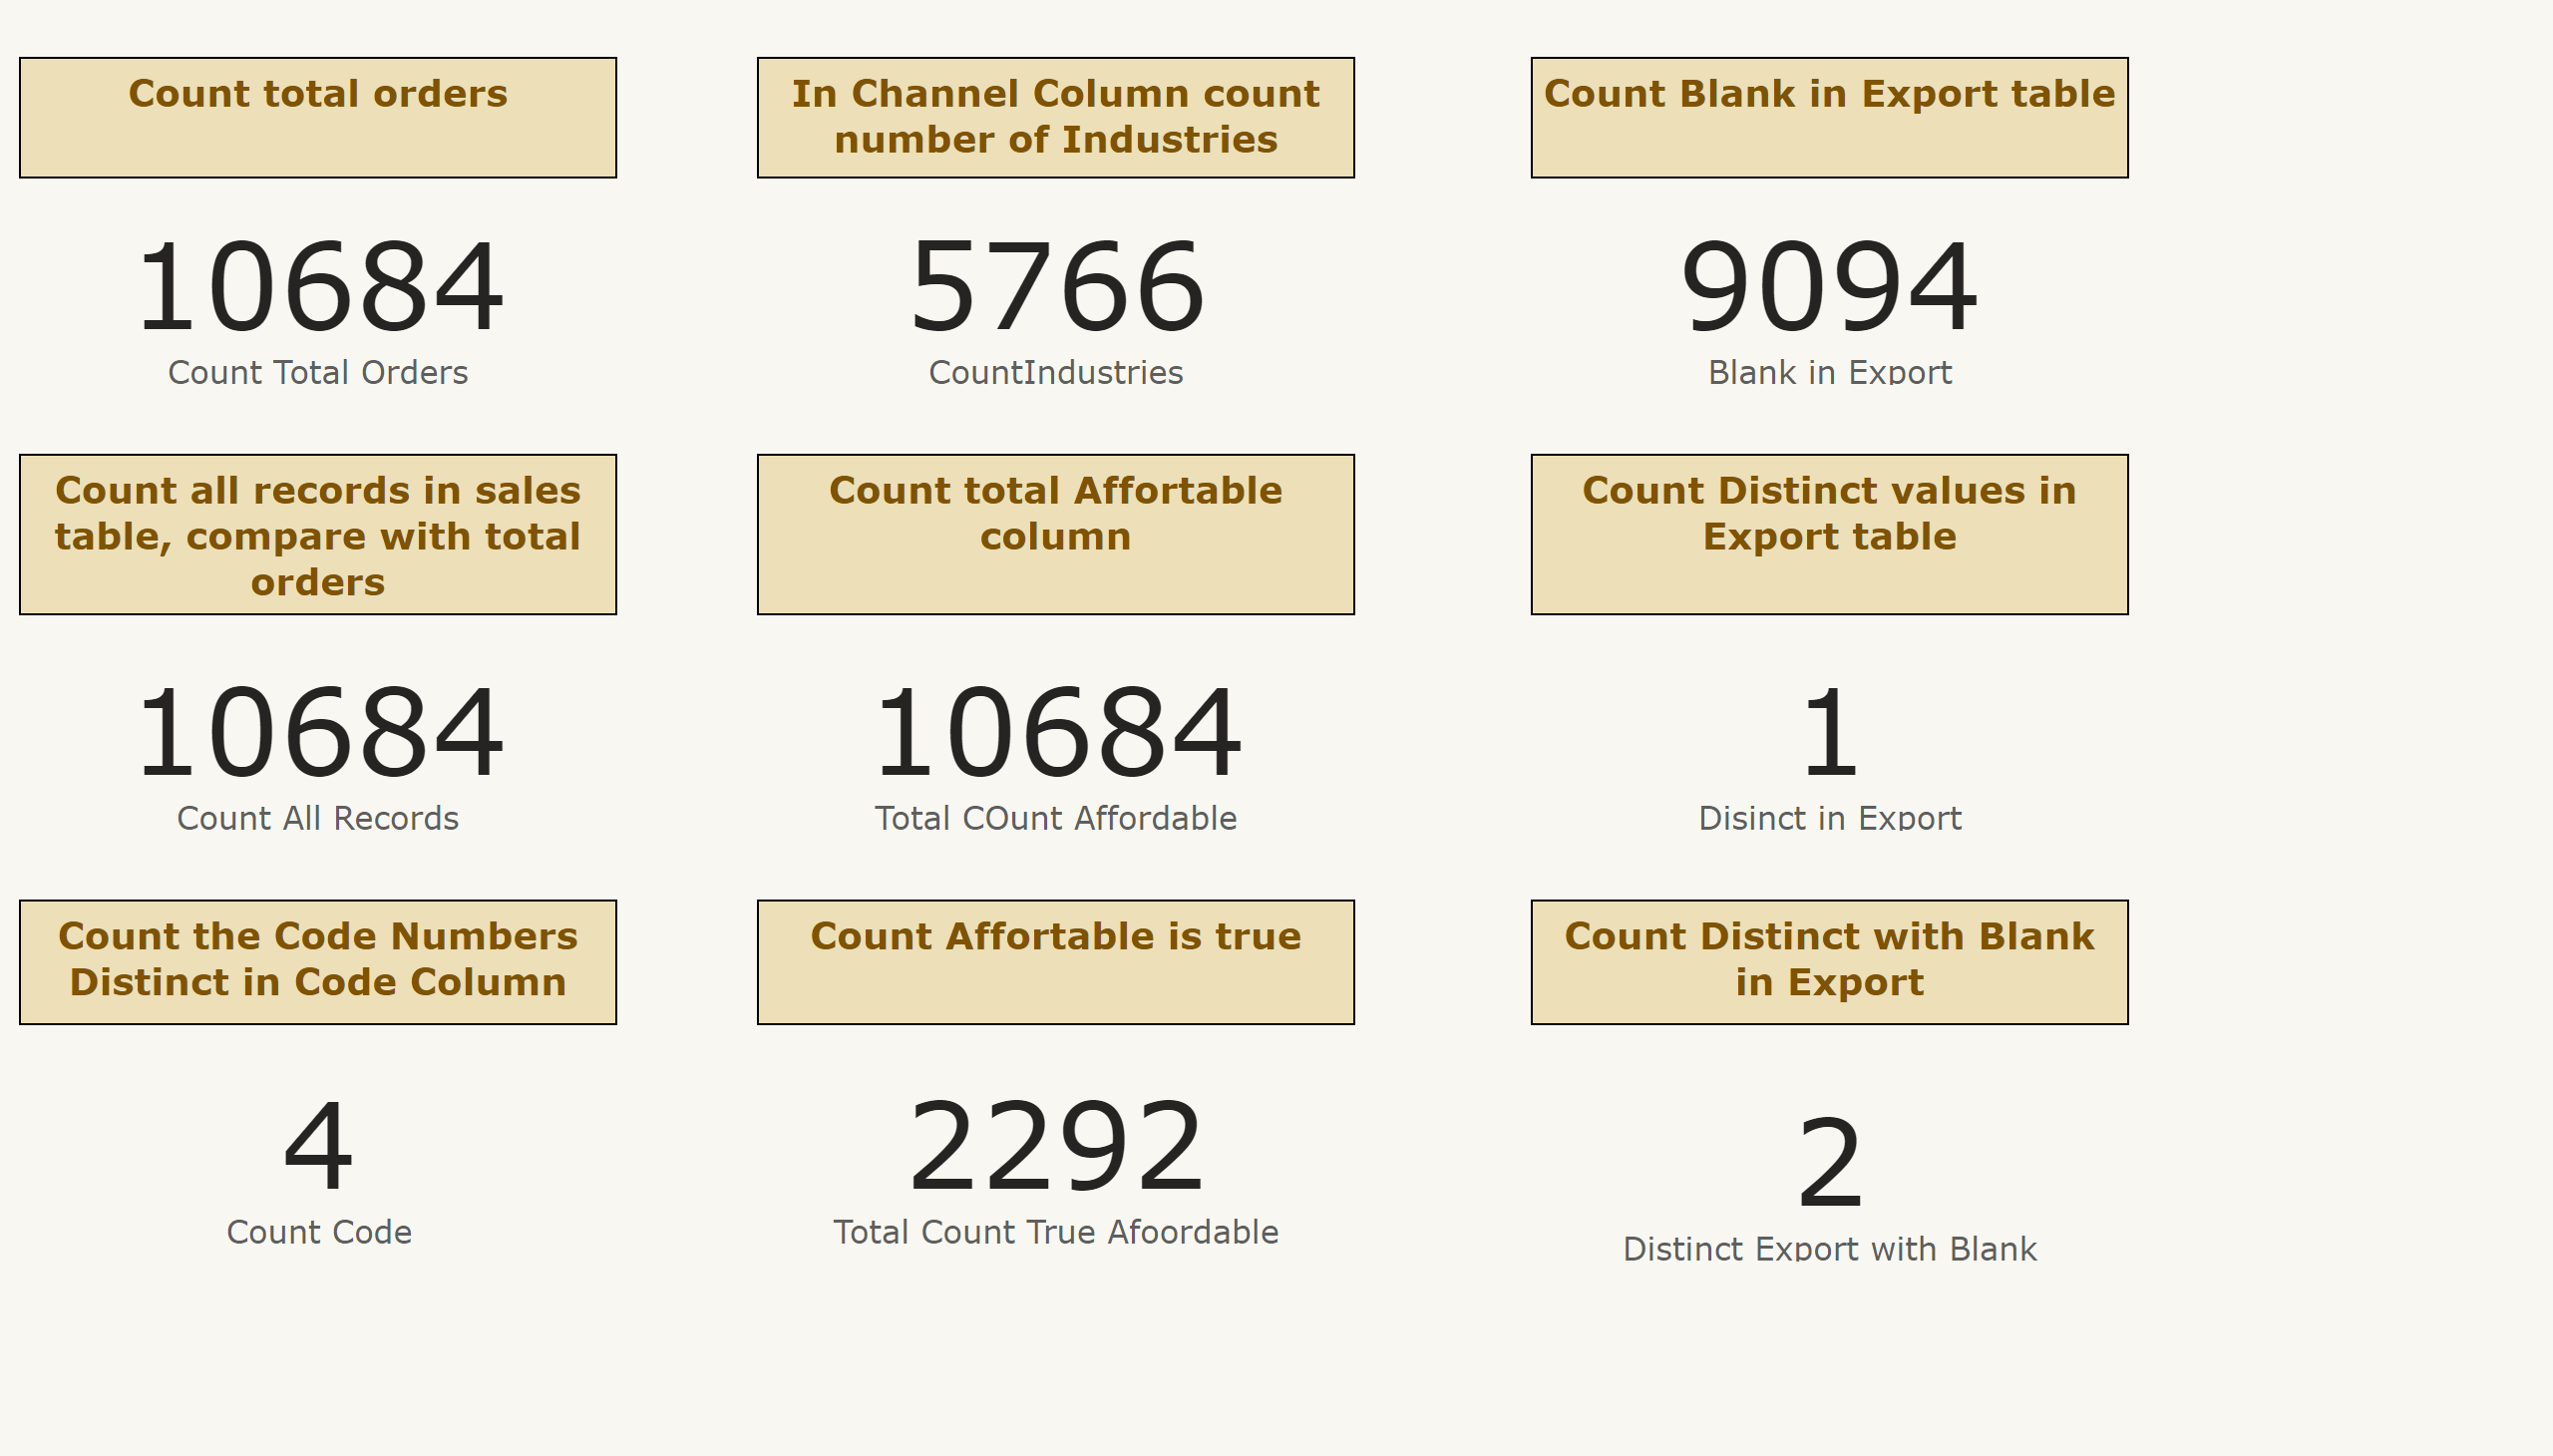 Count total orders
In Channel Column count
number of Industries
Count Blank in Export table
10684
Count Total Orders
5766
CountIndustries
9094
Blank in Export
Count all records in sales
table, compare with total
orders
Count total Affortable
column
Count Distinct values in
Export table
10684
Count All Records
10684
Total COunt Affordable
1
Disinct in Export
Count the Code Numbers
Distinct in Code Column
Count Affortable is true
Count Distinct with Blank
in Export
4
Count Code
2292
Total Count True Afoordable
2
Distinct Export with Blank